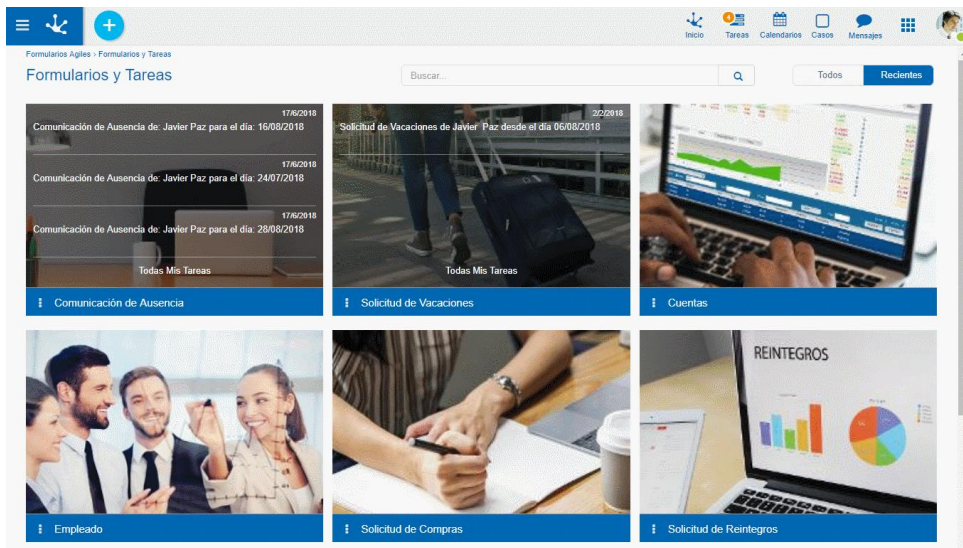 4
Inicio
Tareas
Calendarios
Casos
Mensajes
Formularios Agiles › Formularios y Tareas
Formularios y Tareas
Buscar...
Todos
Recientes
17/6/2018
Comunicación de Ausencia de: Javier Paz para el día: 16/08/2018
17/6/2018
Comunicación de Ausencia de: Javier Paz para el día: 24/07/2018
17/6/2018
Comunicación de Ausencia de: Javier Paz para el día: 28/08/2018
Todas Mis Tareas
Comunicación de Ausencia
2/2/2018
Solicitud de Vacaciones de Javier Paz desde el día 06/08/2018
Todas Mis Tareas
Solicitud de Vacaciones
Cuentas
Empleado
Solicitud de Compras
REINTEGROS
Solicitud de Reintegros